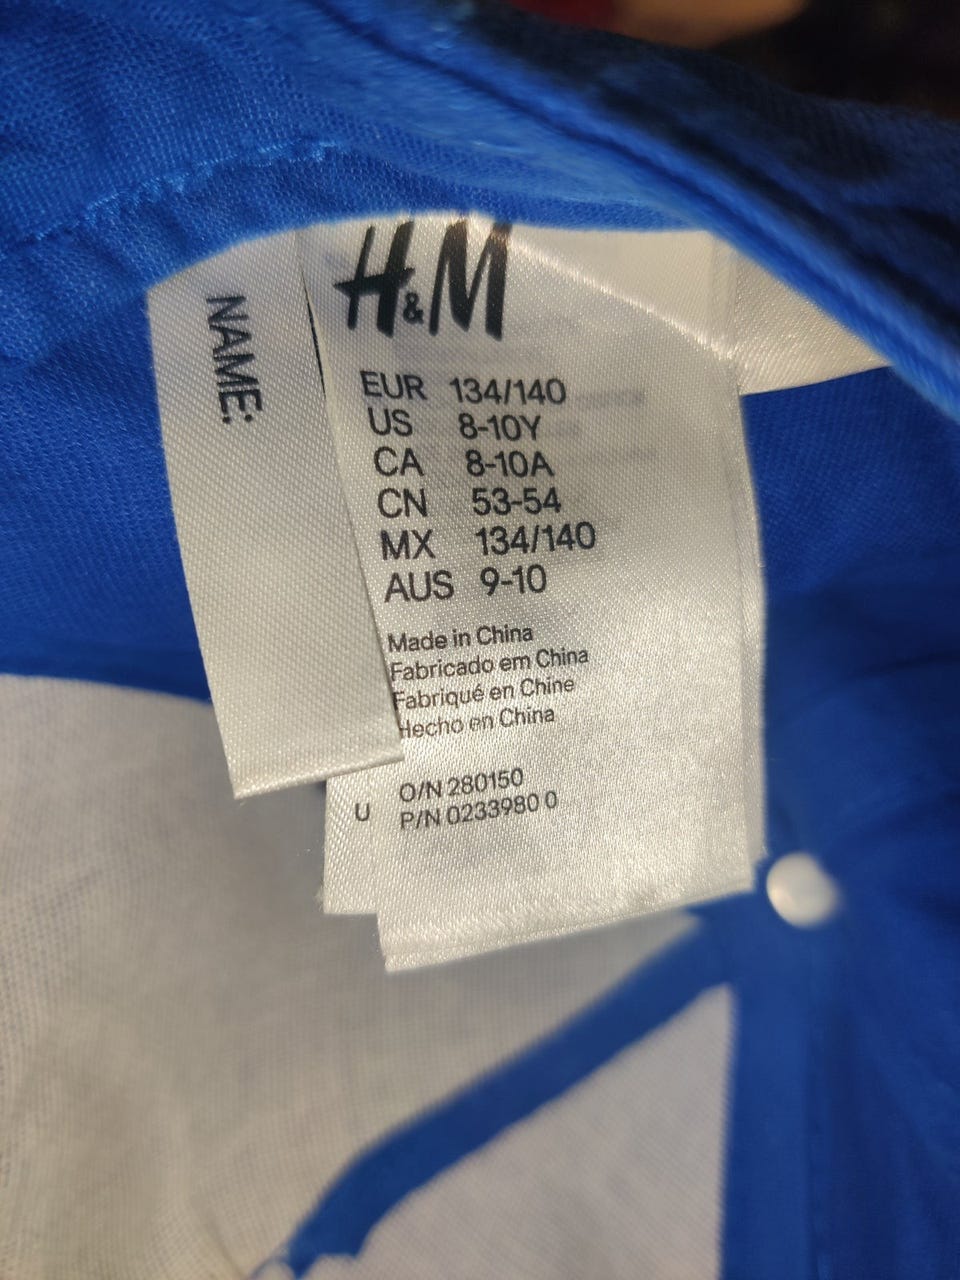 NAME:
H&M
EUR 134/140
US 8-10Y
CA 8-10A
CN 53-54
MX 134/140
AUS 9-10
Made in China
Fabricado em China
Fabriqué en Chine
Hecho en China
O/N 280150
U P/N 0233980 0